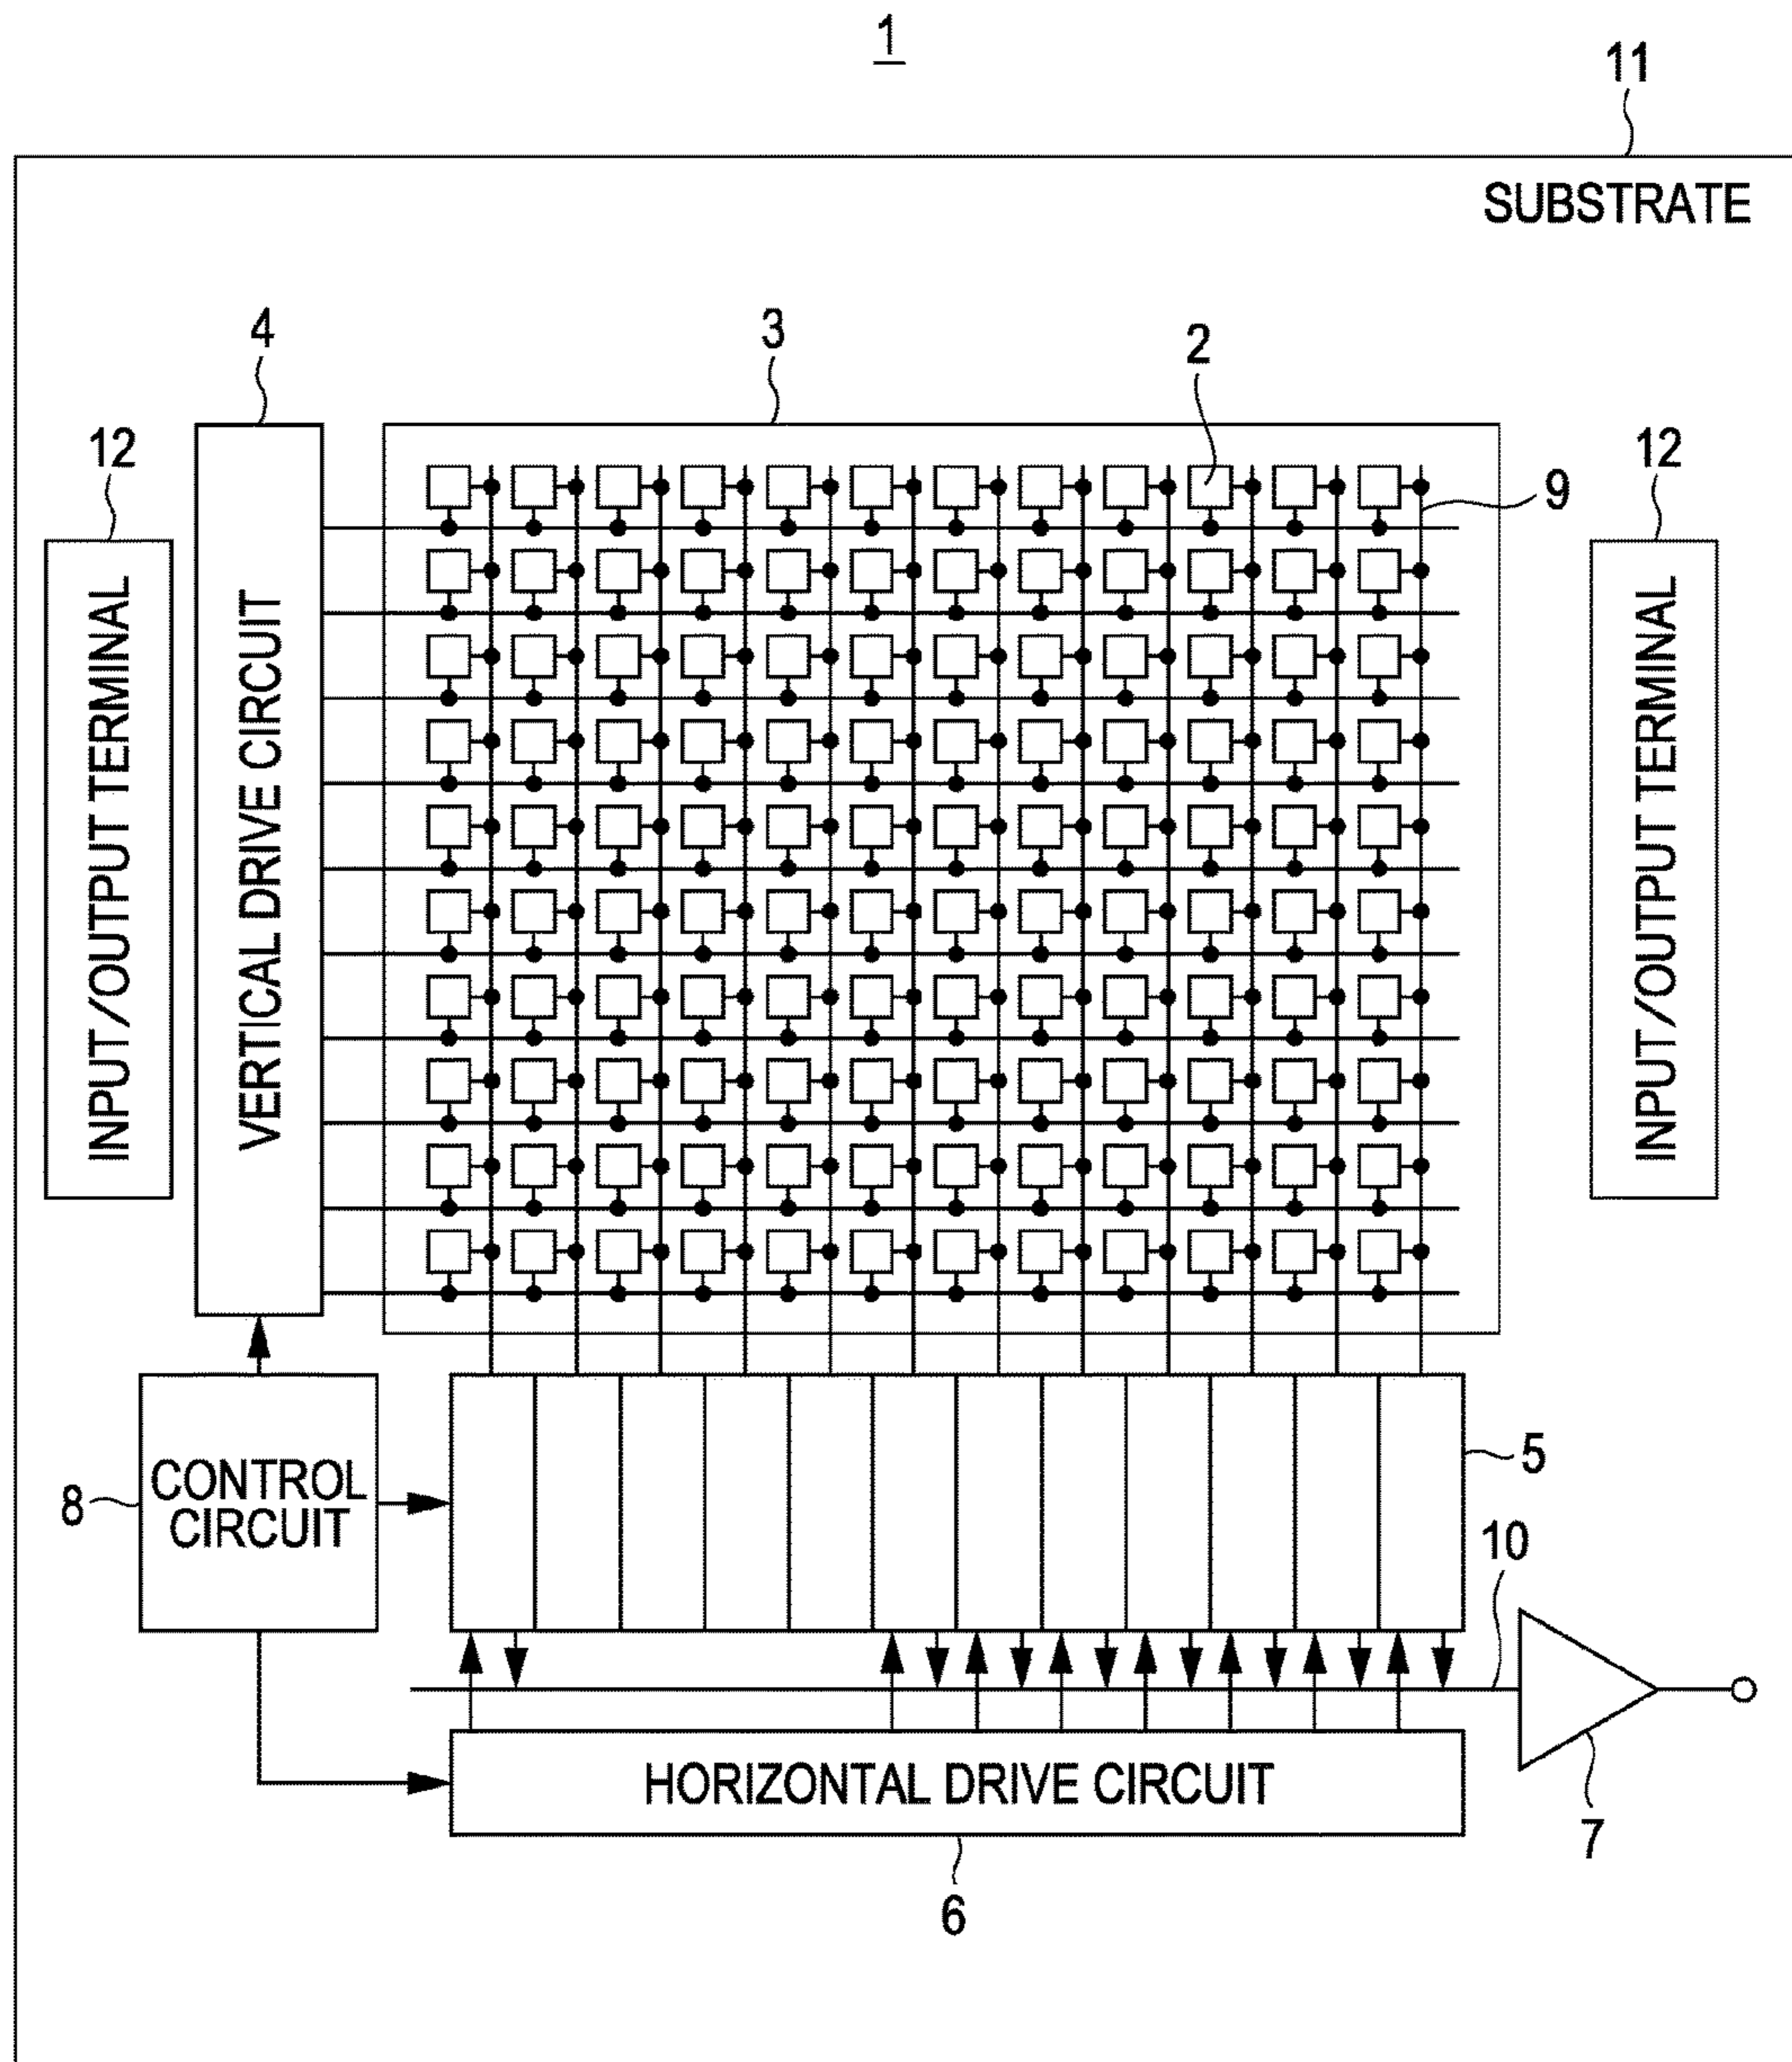 1
11
SUBSTRATE
4
3
2
12
12
9
INPUT/OUTPUT TERMINAL
VERTICAL DRIVE CIRCUIT
INPUT/OUTPUT TERMINAL
5
8
CONTROL
CIRCUIT
10
HORIZONTAL DRIVE CIRCUIT
7
6